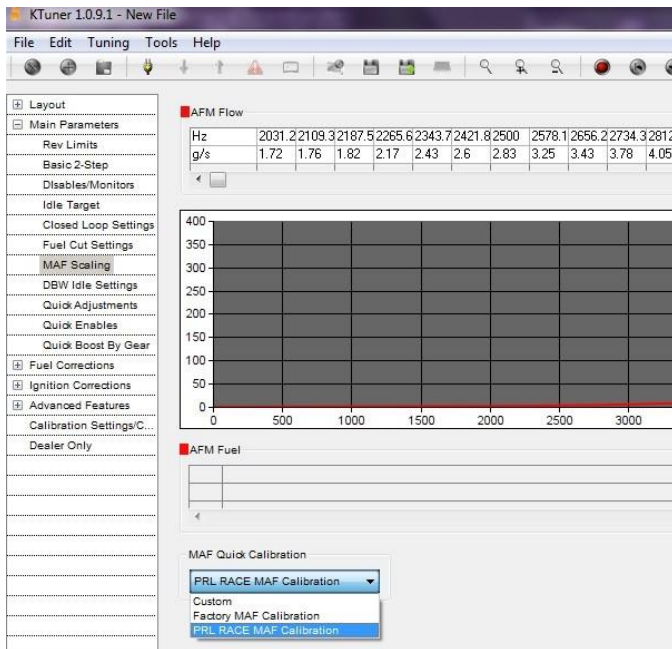 KTuner 1.0.9.1 - New File
File Edit Tuning Tools Help
Layout
Main Parameters
Rev Limits
Basic 2-Step
DIsables/Monitors
Idle Target
Closed Loop Settings
Fuel Cut Settings
MAF Scaling
DBW Idle Settings
Quick Adjustments
Quick Enables
Quick Boost By Gear
Fuel Corrections
Ignition Corrections
Advanced Features
Calibration Settings/C...
Dealer Only
AFM Flow
Hz 2031.2 2109.3 2187.5 2265.6 2343.7 2421.8 2500 2578.1 2656.2 2734.3 2812
g/s 1.72 1.76 1.82 2.17 2.43 2.6 2.83 3.25 3.43 3.78 4.05
400
350
300
250
200
150
100
50
0
0 500 1000 1500 2000 2500 3000
AFM Fuel
MAF Quick Calibration
PRL RACE MAF Calibration
Custom
Factory MAF Calibration
PRL RACE MAF Calibration